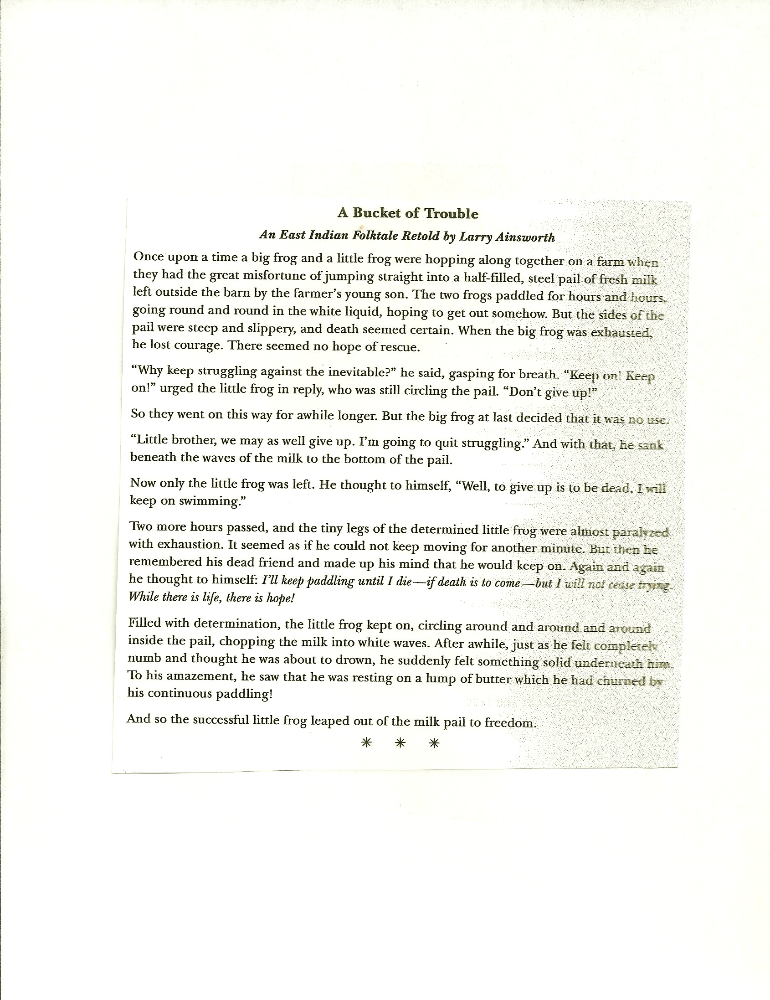 A Bucket of Trouble
An East Indian Folktale Retold by Larry Ainsworth
Once upon a time a big frog and a little frog were hopping along together on a farm when
they had the great misfortune of jumping straight into a half-filled, steel pail of fresh milk
left outside the barn by the farmer's young son. The two frogs paddled for hours and hours,
going round and round in the white liquid, hoping to get out somehow. But the sides of the
pail were steep and slippery, and death seemed certain. When the big frog was exhausted,
he lost courage. There seemed no hope of rescue.
“Why keep struggling against the inevitable?” he said, gasping for breath. “Keep on! Keep
on!” urged the little frog in reply, who was still circling the pail. “Don't give up!”
So they went on this way for awhile longer. But the big frog at last decided that it was no use.
“Little brother, we may as well give up. I'm going to quit struggling.” And with that, he sank
beneath the waves of the milk to the bottom of the pail.
Now only the little frog was left. He thought to himself, “Well, to give up is to be dead. I will
keep on swimming.”
Two more hours passed, and the tiny legs of the determined little frog were almost paralyzed
with exhaustion. It seemed as if he could not keep moving for another minute. But then he
remembered his dead friend and made up his mind that he would keep on. Again and again
he thought to himself: I'll keep paddling until I die—if death is to come—but I will not cease trying.
While there is life, there is hope!
Filled with determination, the little frog kept on, circling around and around and around
inside the pail, chopping the milk into white waves. After awhile, just as he felt completely
numb and thought he was about to drown, he suddenly felt something solid underneath him.
To his amazement, he saw that he was resting on a lump of butter which he had churned by
his continuous paddling!
And so the successful little frog leaped out of the milk pail to freedom.
* * *